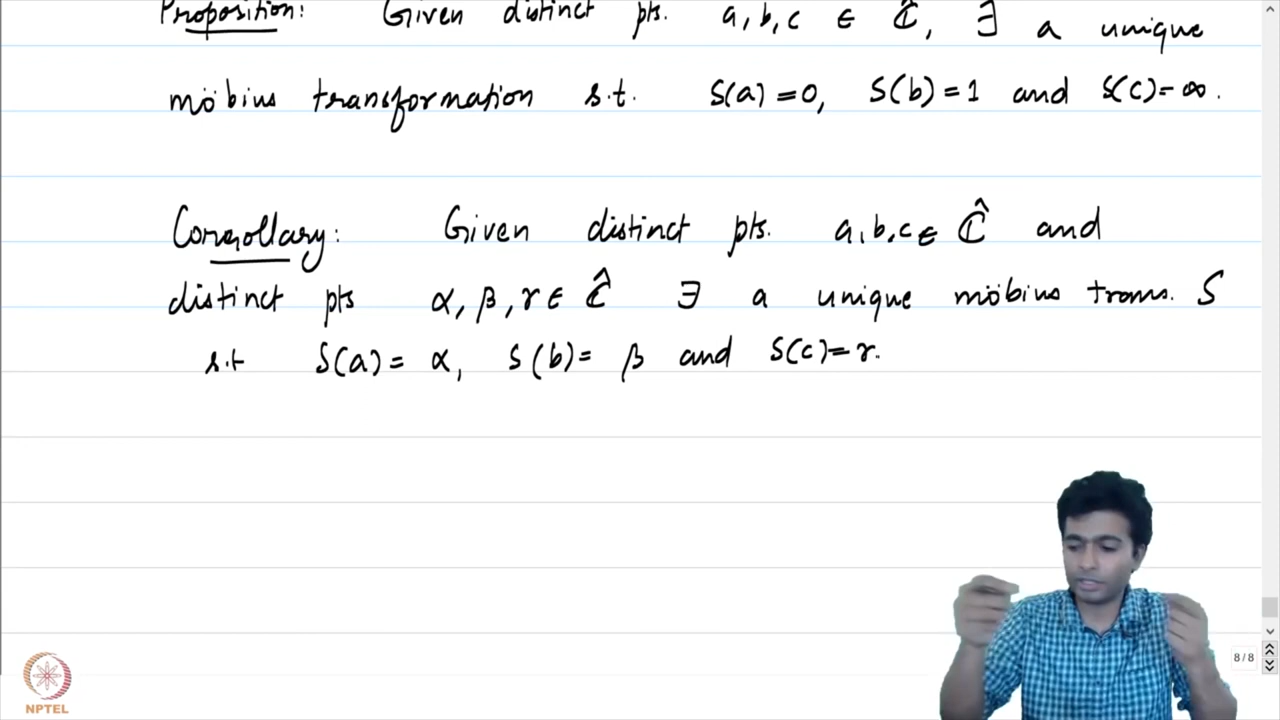 Proposition: Given distinct pts. a,b,c ∈ Ĉ, ∃ a unique
möbius transformation s.t. S(a)=0, S(b)=1 and S(c)=∞.
Corrollary: Given distinct pts. a,b,c ∈ Ĉ and
distinct pts α, β, γ ∈ Ĉ ∃ a unique möbius trans. S
s.t S(a)= α, S(b)= β and S(c)=γ.
8/8
NPTEL